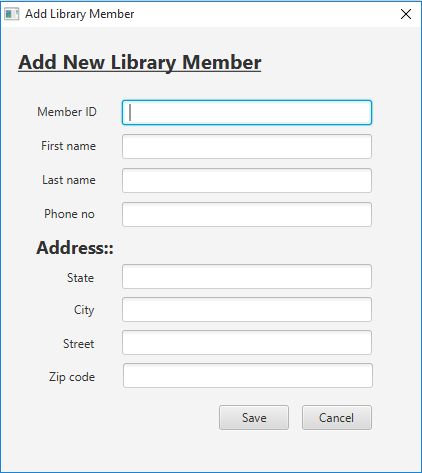 Add Library Member
Add New Library Member
Member ID
First name
Last name
Phone no
Address::
State
City
Street
Zip code
Save Cancel